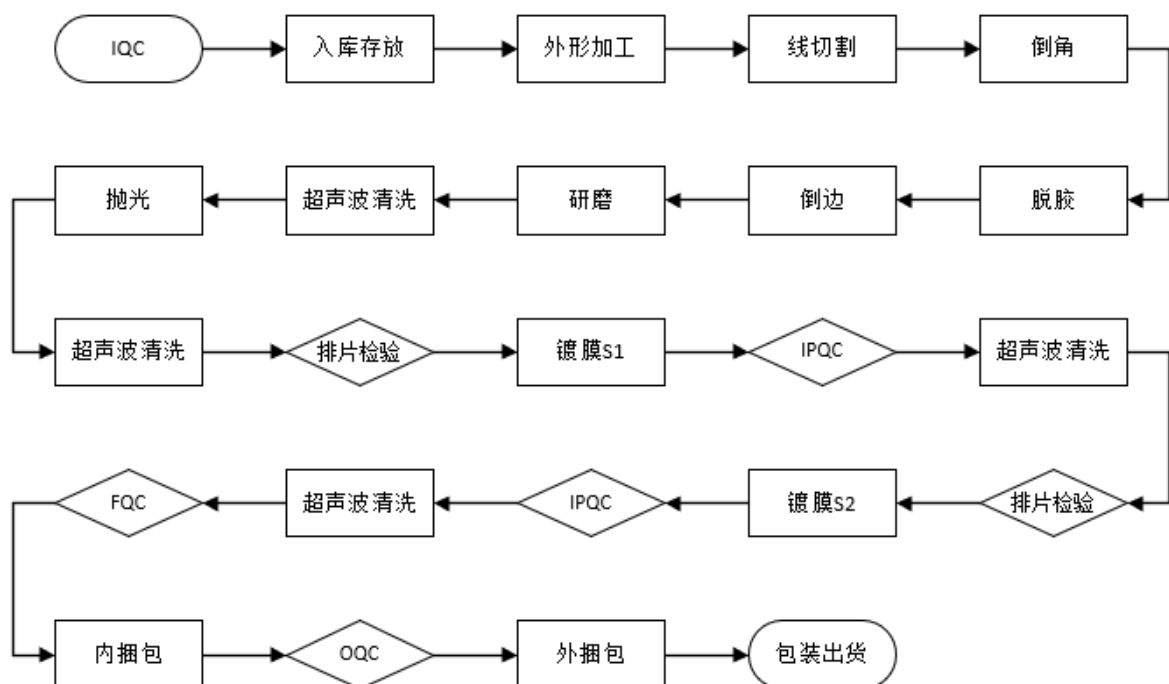 IQC
入库存放
外形加工
线切割
倒角
脱胶
倒边
研磨
超声波清洗
抛光
超声波清洗
排片检验
镀膜S1
IPQC
超声波清洗
排片检验
镀膜S2
IPQC
超声波清洗
FQC
内捆包
OQC
外捆包
包装出货